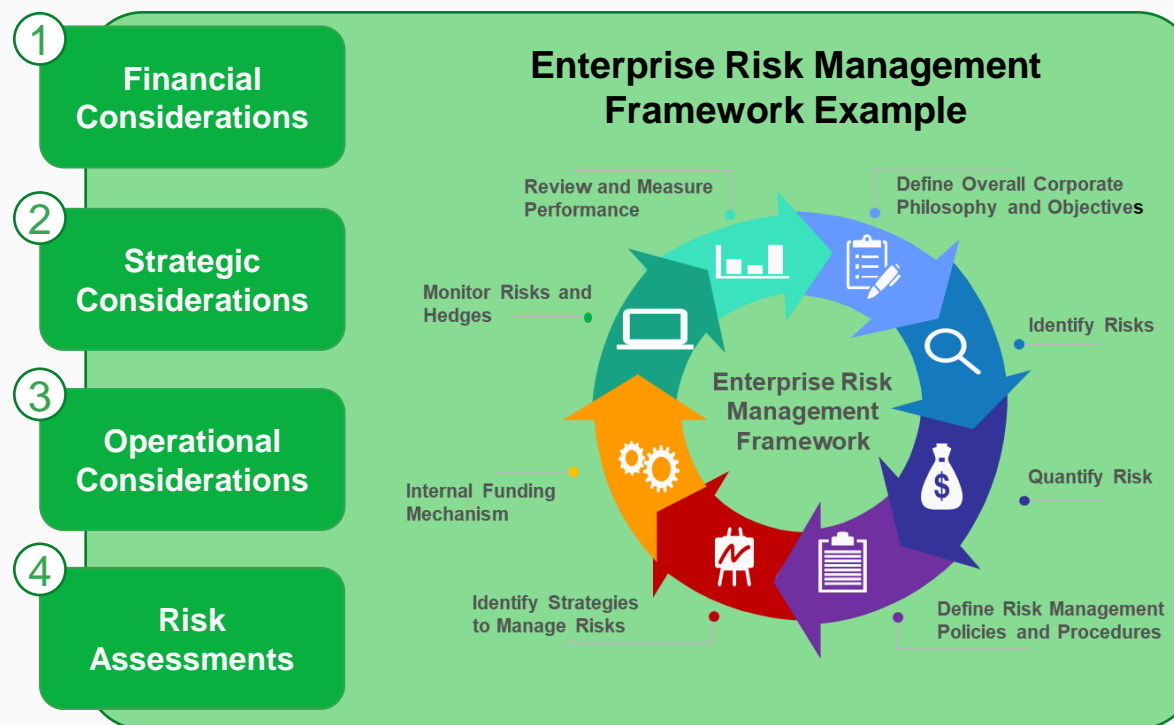 1
Financial
Considerations
2
Strategic
Considerations
3
Operational
Considerations
4
Risk
Assessments
Enterprise Risk Management
Framework Example
Define Overall Corporate
Philosophy and Objectives
Identify Risks
Quantify Risk
$
Define Risk Management
Policies and Procedures
Identify Strategies
to Manage Risks
Internal Funding
Mechanism
Monitor Risks and
Hedges
Review and Measure
Performance
Enterprise Risk
Management
Framework